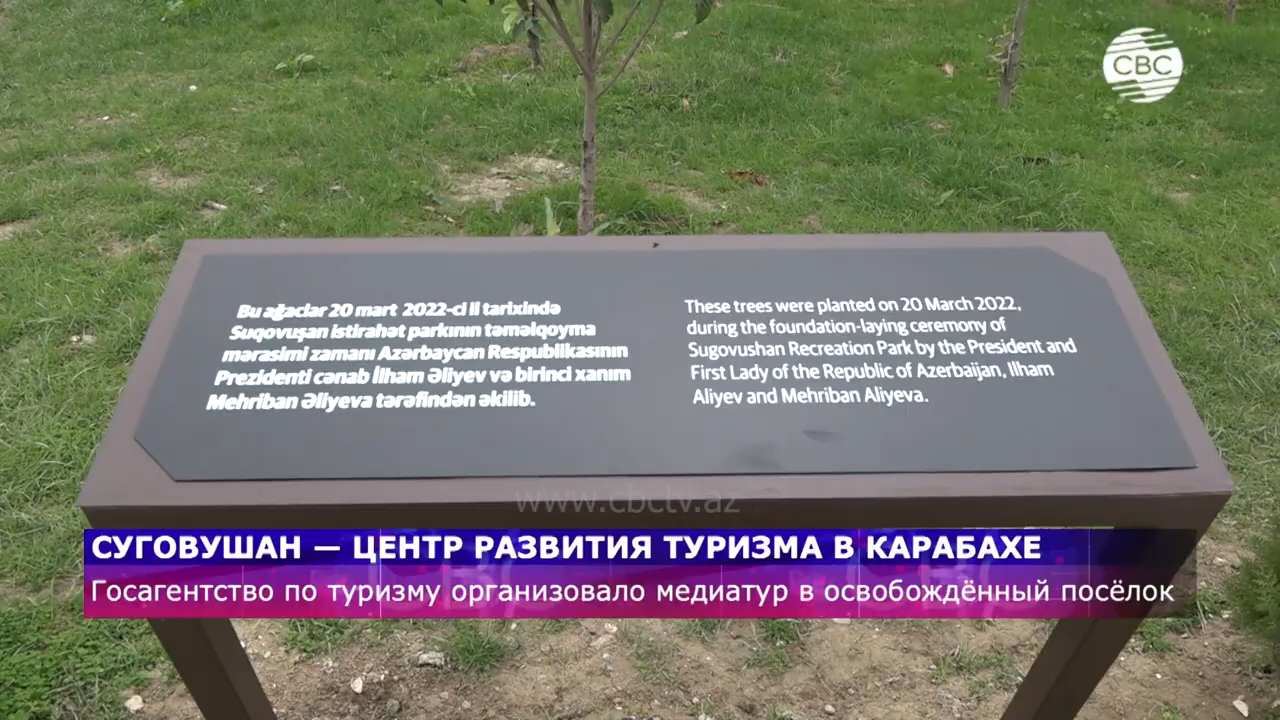 CBC
Bu ağaclar 20 mart 2022-ci il tarixində
Suqovuşan istirahət parkının təməlqoyma
mərasimi zamanı Azərbaycan Respublikasının
Prezidenti cənab İlham Əliyev və birinci xanım
Mehriban Əliyeva tərəfindən əkilib.
These trees were planted on 20 March 2022,
during the foundation-laying ceremony of
Sugovushan Recreation Park by the President and
First Lady of the Republic of Azerbaijan, Ilham
Aliyev and Mehriban Aliyeva.
www.cbctv.az
СУГОВУШАН — ЦЕНТР РАЗВИТИЯ ТУРИЗМА В КАРАБАХЕ
Госагентство по туризму организовало медиатур в освобождённый посёлок